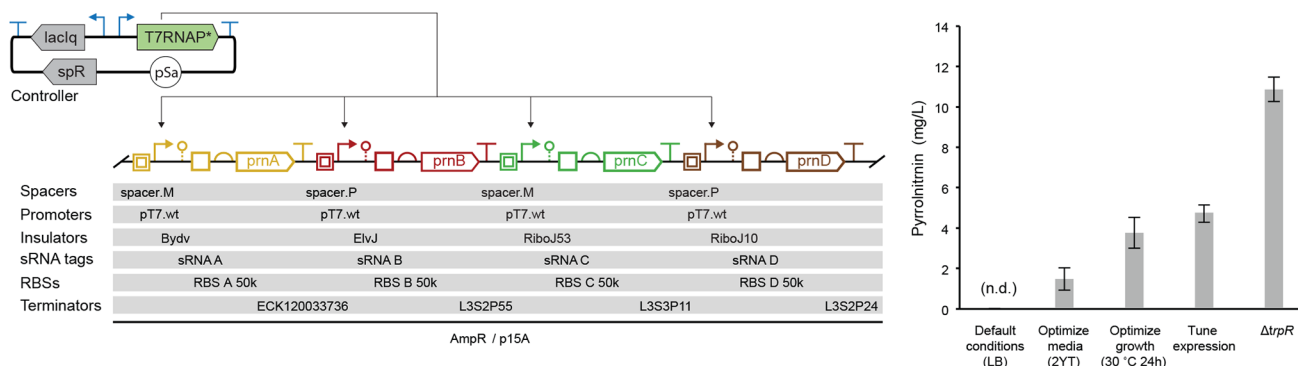 lacIq
T7RNAP*
spR
pSa
Controller
prnA
prnB
prnC
prnD
Spacers spacer.M spacer.P spacer.M spacer.P
Promoters pT7.wt pT7.wt pT7.wt pT7.wt
Insulators Bydv ElvJ RiboJ53 RiboJ10
sRNA tags sRNA A sRNA B sRNA C sRNA D
RBSs RBS A 50k RBS B 50k RBS C 50k RBS D 50k
Terminators ECK120033736 L3S2P55 L3S3P11 L3S2P24
AmpR / p15A
Pyrrolnitrnin (mg/L)
14
12
10
8
6
4
2
0
(n.d.)
Default conditions (LB)
Optimize media (2YT)
Optimize growth (30 °C 24h)
Tune expression
ΔtrpR